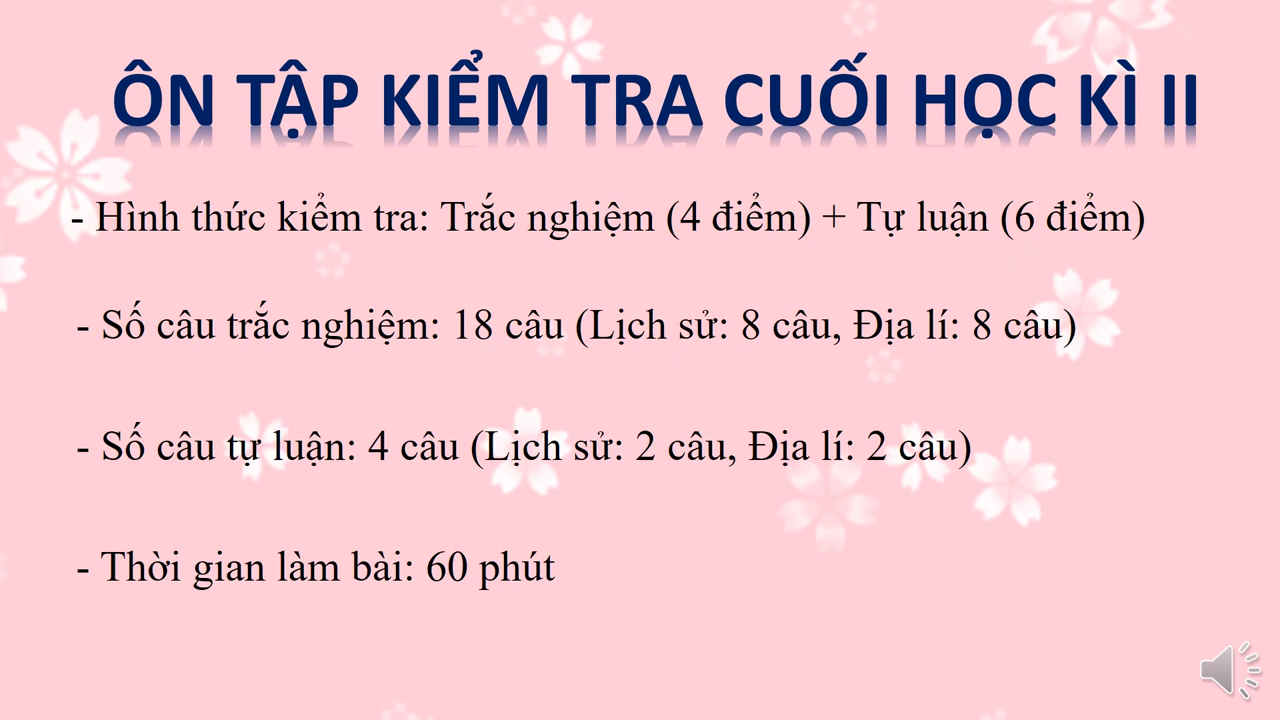 ÔN TẬP KIỂM TRA CUỐI HỌC KÌ II
- Hình thức kiểm tra: Trắc nghiệm (4 điểm) + Tự luận (6 điểm)
- Số câu trắc nghiệm: 18 câu (Lịch sử: 8 câu, Địa lí: 8 câu)
- Số câu tự luận: 4 câu (Lịch sử: 2 câu, Địa lí: 2 câu)
- Thời gian làm bài: 60 phút